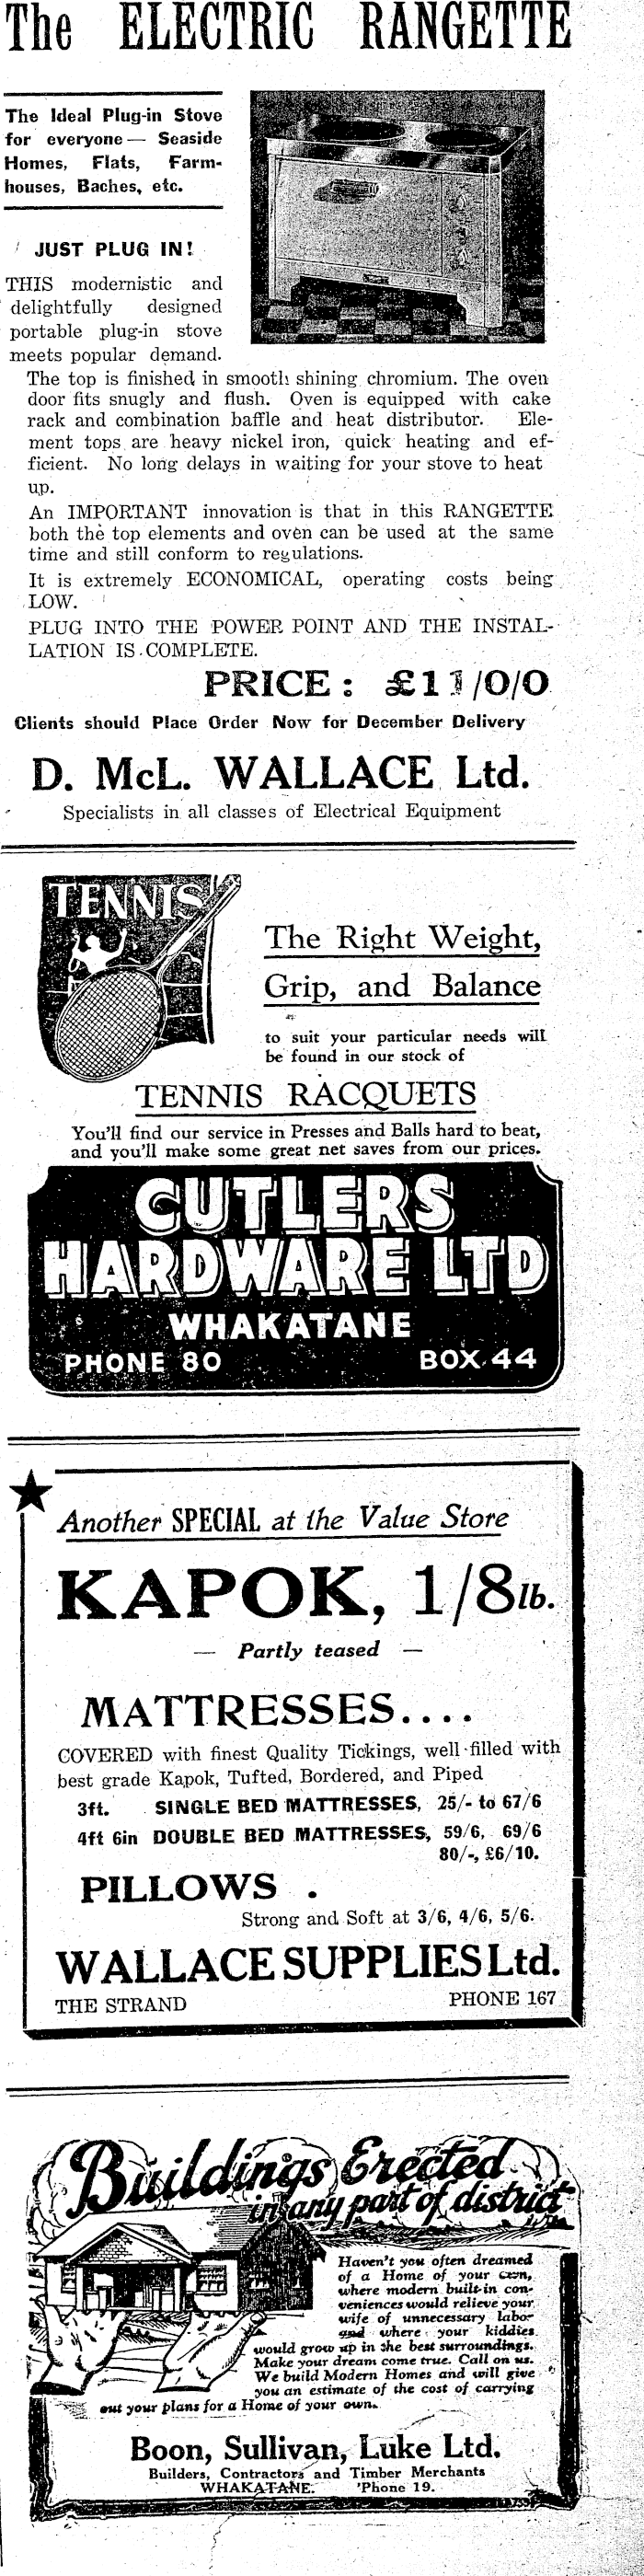 The ELECTRIC RANGETTE
The Ideal Plug-in Stove
for everyone — Seaside
Homes, Flats, Farm-
houses, Baches, etc.
JUST PLUG IN!
THIS modernistic and
delightfully designed
portable plug-in stove
meets popular demand.
The top is finished in smooth shining chromium. The oven
door fits snugly and flush. Oven is equipped with cake
rack and combination baffle and heat distributor. Ele-
ment tops are heavy nickel iron, quick heating and ef-
ficient. No long delays in waiting for your stove to heat
up.
An IMPORTANT innovation is that in this RANGETTE
both the top elements and oven can be used at the same
time and still conform to regulations.
It is extremely ECONOMICAL, operating costs being
LOW.
PLUG INTO THE POWER POINT AND THE INSTAL-
LATION IS COMPLETE.
PRICE: £11/0/0
Clients should Place Order Now for December Delivery
D. McL. WALLACE Ltd.
Specialists in all classes of Electrical Equipment
TENNIS
The Right Weight,
Grip, and Balance
to suit your particular needs will
be found in our stock of
TENNIS RACQUETS
You'll find our service in Presses and Balls hard to beat,
and you'll make some great net saves from our prices.
CUTLERS
HARDWARE LTD
WHAKATANE
PHONE 80 BOX 44
Another SPECIAL at the Value Store
KAPOK, 1/8 lb.
— Partly teased —
MATTRESSES....
COVERED with finest Quality Tickings, well filled with
best grade Kapok, Tufted, Bordered, and Piped
3ft. SINGLE BED MATTRESSES, 25/- to 67/6
4ft 6in DOUBLE BED MATTRESSES, 59/6, 69/6
80/-, £6/10.
PILLOWS .
Strong and Soft at 3/6, 4/6, 5/6.
WALLACE SUPPLIES Ltd.
THE STRAND PHONE 167
Buildings Erected
in any part of district
Haven't you often dreamed
of a Home of your own,
where modern built-in con-
veniences would relieve your
wife of unnecessary labor
and where your kiddies
would grow up in the best surroundings.
Make your dream come true. Call on us.
We build Modern Homes and will give
you an estimate of the cost of carrying
out your plans for a Home of your own.
Boon, Sullivan, Luke Ltd.
Builders, Contractors and Timber Merchants
WHAKATANE. 'Phone 19.